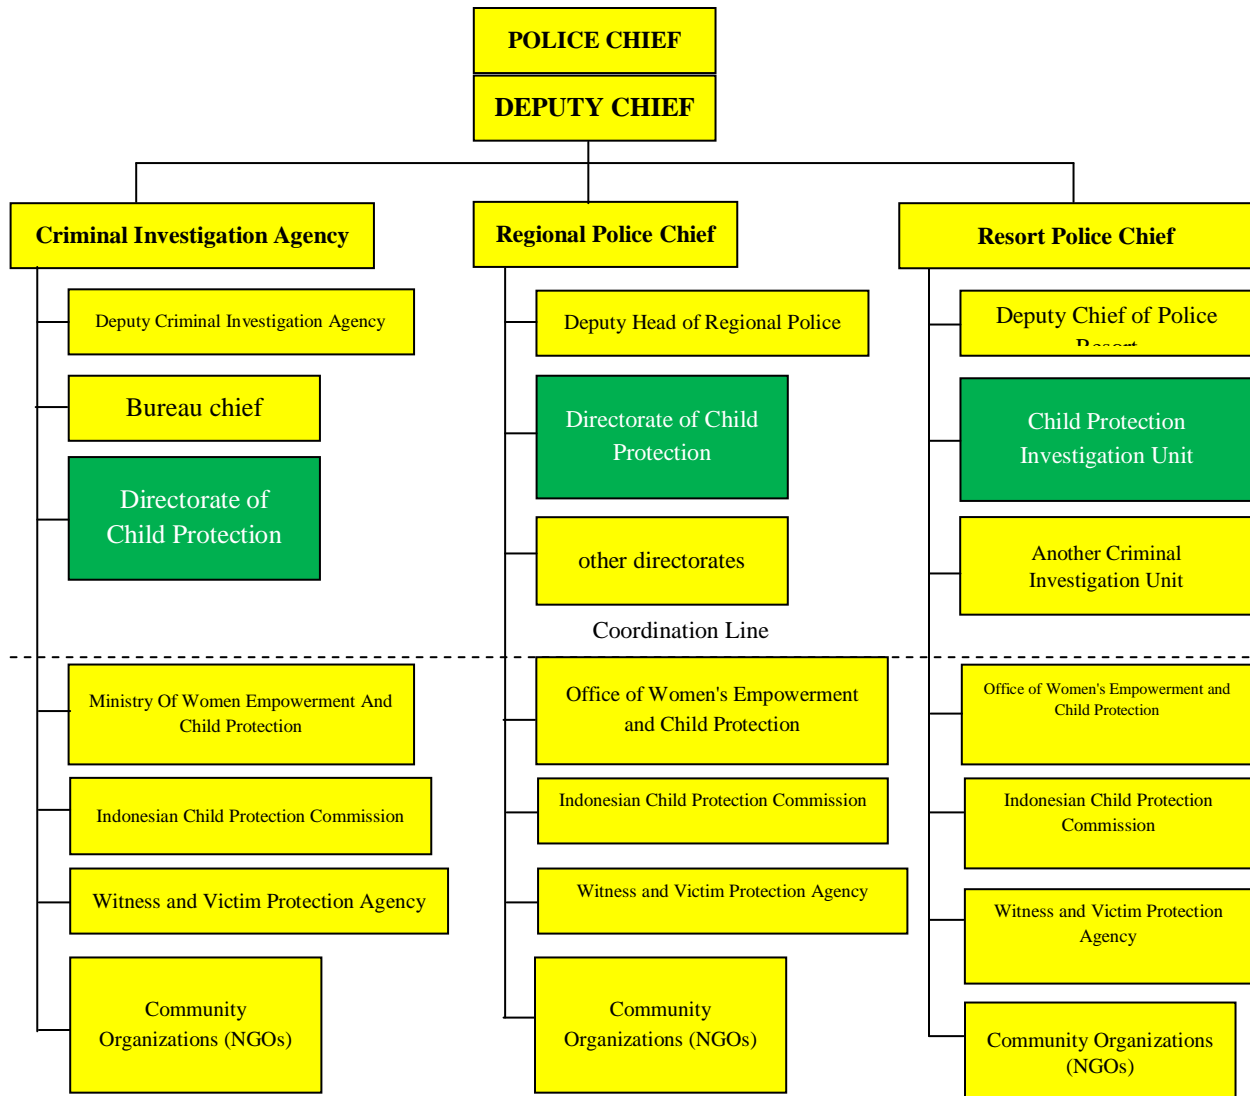 POLICE CHIEF
DEPUTY CHIEF
Criminal Investigation Agency
Deputy Criminal Investigation Agency
Bureau chief
Directorate of
Child Protection
Regional Police Chief
Deputy Head of Regional Police
Directorate of Child
Protection
other directorates
Resort Police Chief
Deputy Chief of Police
Resort
Child Protection
Investigation Unit
Another Criminal
Investigation Unit
Coordination Line
Ministry Of Women Empowerment And
Child Protection
Indonesian Child Protection Commission
Witness and Victim Protection Agency
Community
Organizations (NGOs)
Office of Women's Empowerment
and Child Protection
Indonesian Child Protection Commission
Witness and Victim Protection Agency
Community
Organizations (NGOs)
Office of Women's Empowerment and
Child Protection
Indonesian Child Protection
Commission
Witness and Victim Protection
Agency
Community Organizations
(NGOs)